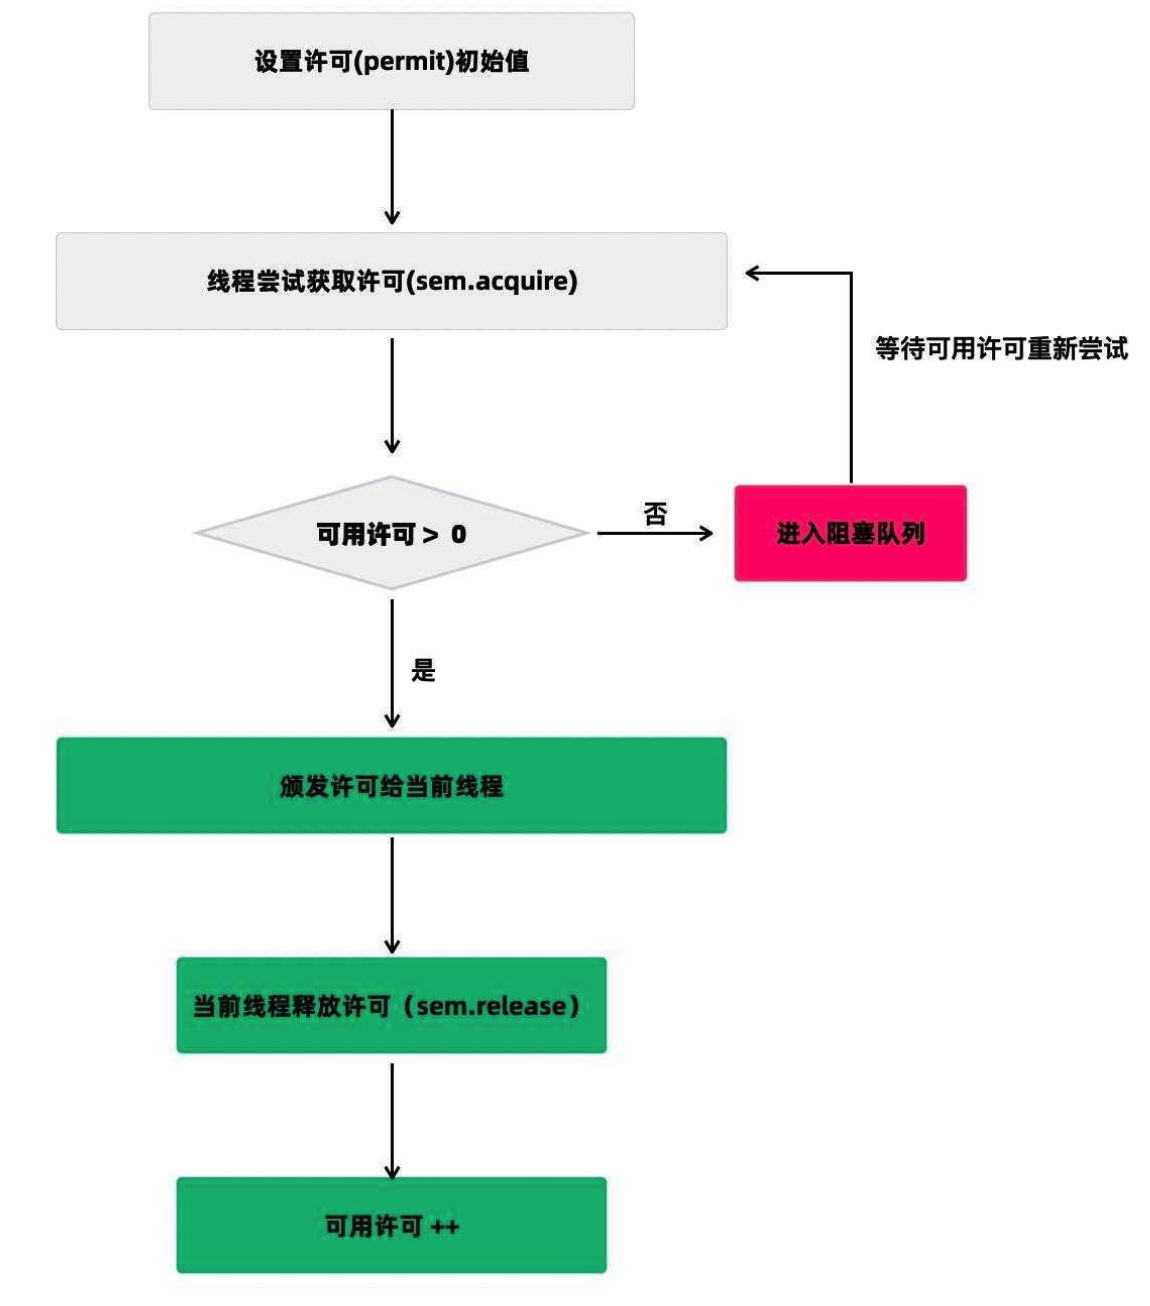 设置许可(permit)初始值
线程尝试获取许可(sem.acquire)
等待可用许可重新尝试
可用许可 > 0
否
进入阻塞队列
是
颁发许可给当前线程
当前线程释放许可（sem.release）
可用许可 ++